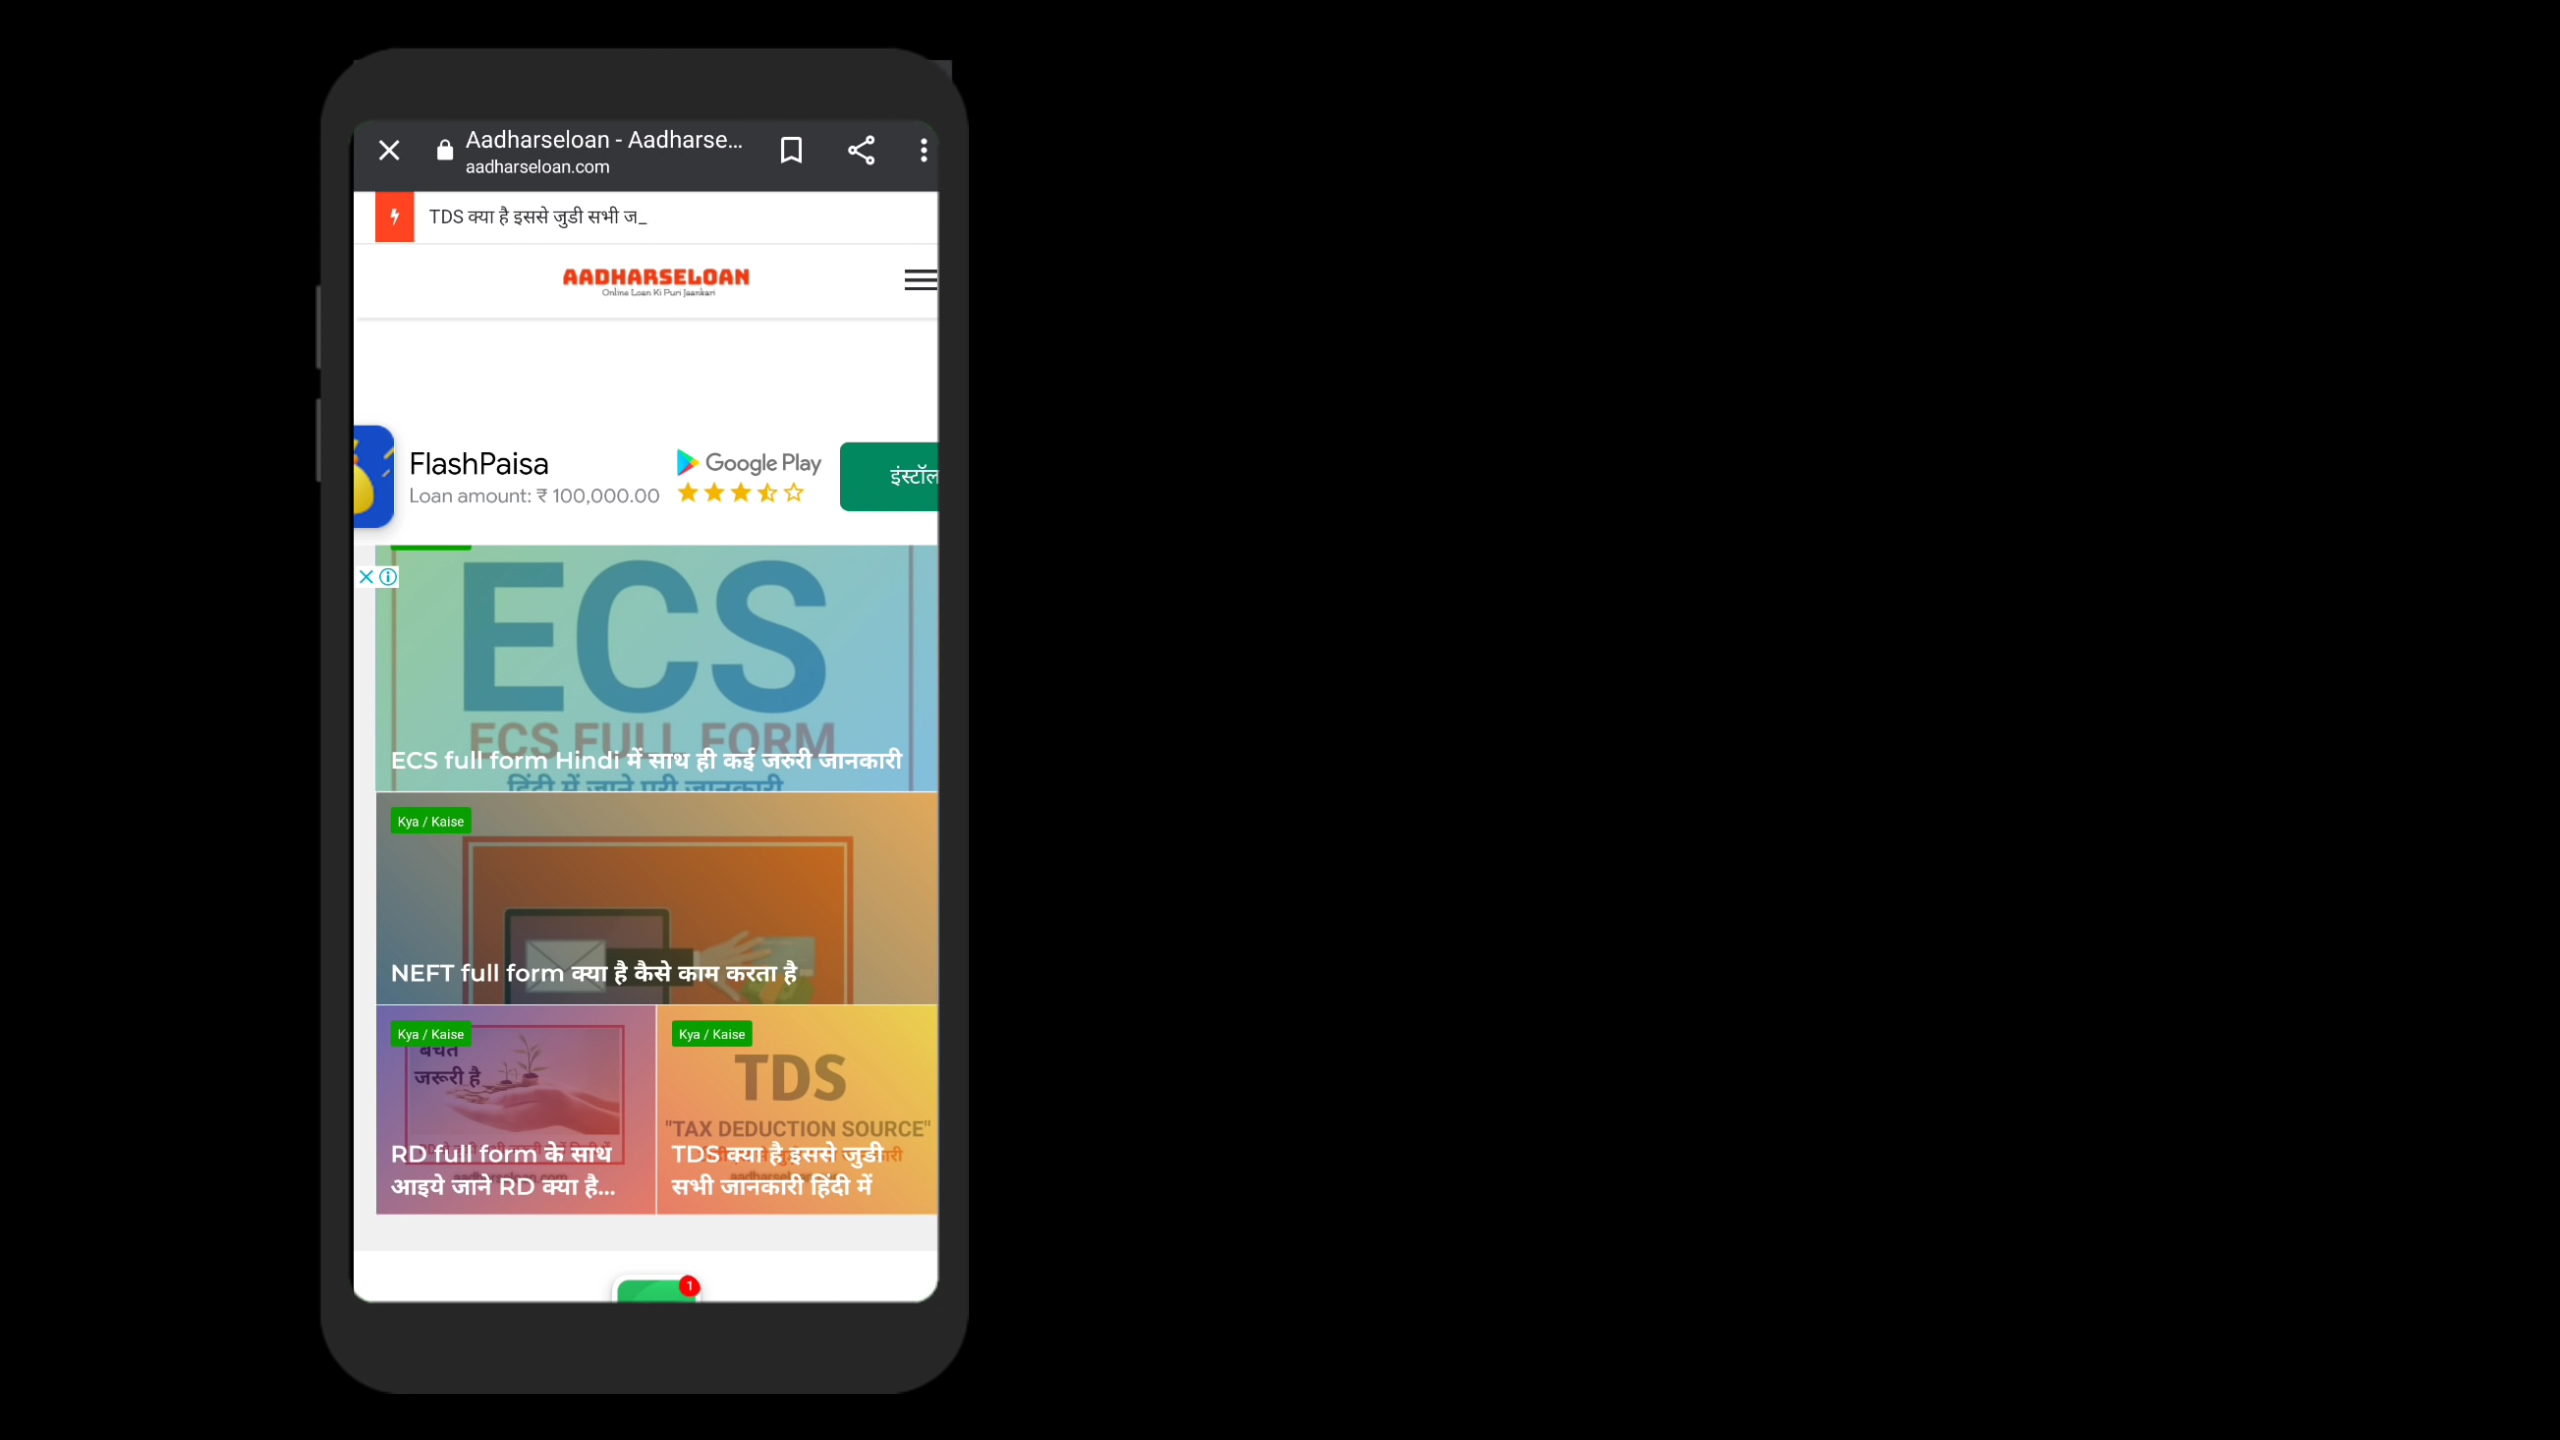 Aadharseloan - Aadharse...
aadharseloan.com
TDS क्या है इससे जुडी सभी ज_
AADHARSELOAN
Online Loan Ki Puri Jaankari
FlashPaisa
Loan amount: ₹ 100,000.00
Google Play
इंस्टॉल
ECS
ECS FULL FORM
ECS full form Hindi में साथ ही कई जरुरी जानकारी
हिंदी में जाने पूरी जानकारी
Kya / Kaise
NEFT full form क्या है कैसे काम करता है
Kya / Kaise
बचत
जरूरी है
RD full form के साथ
आइये जाने RD क्या है...
Kya / Kaise
TDS
"TAX DEDUCTION SOURCE"
TDS क्या है इससे जुडी
सभी जानकारी हिंदी में
1